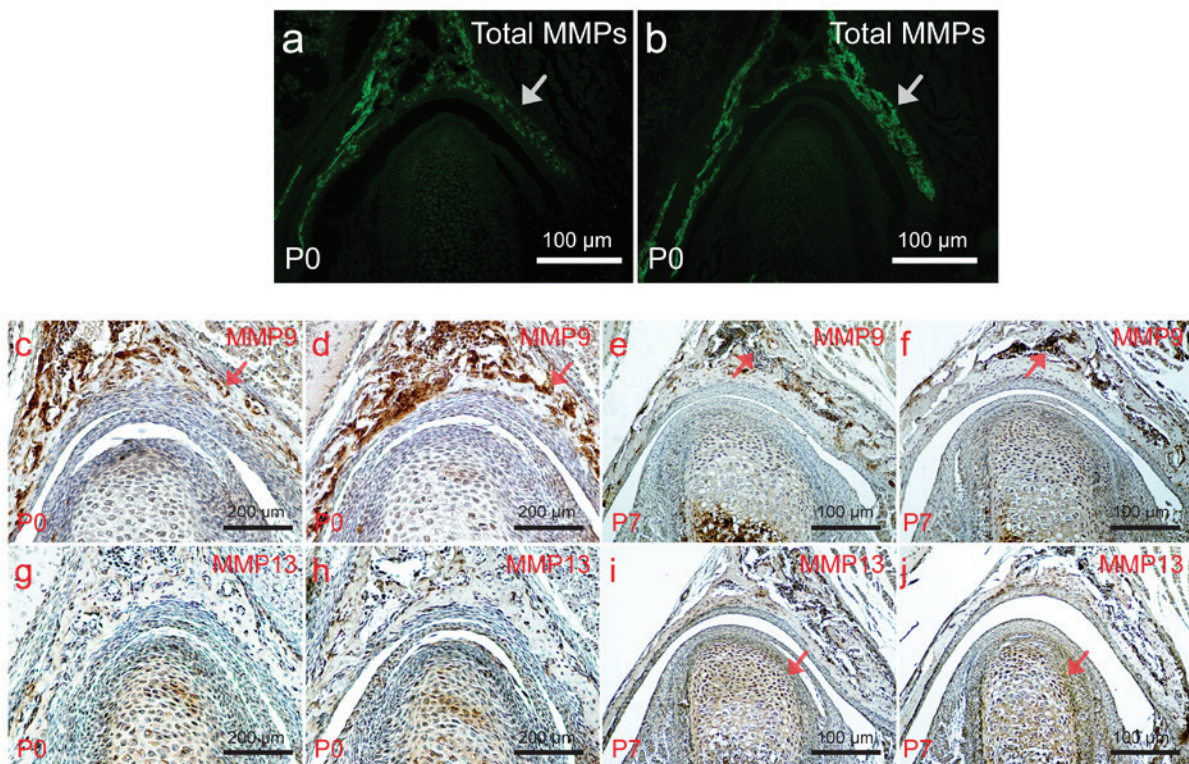 a Total MMPs
P0 100 µm
b Total MMPs
P0 100 µm
c MMP9
P0 200 µm
d MMP9
P0 200 µm
e MMP9
P7 100 µm
f MMP9
P7 100 µm
g MMP13
P0 200 µm
h MMP13
P0 200 µm
i MMP13
P7 100 µm
j MMP13
P7 100 µm